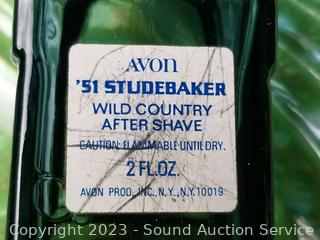 AVON
'51 STUDEBAKER
WILD COUNTRY
AFTER SHAVE
CAUTION: FLAMMABLE UNTIL DRY.
2 FL.OZ.
AVON PROD., INC., N.Y., N.Y. 10019
Copyright 2023 - Sound Auction Service